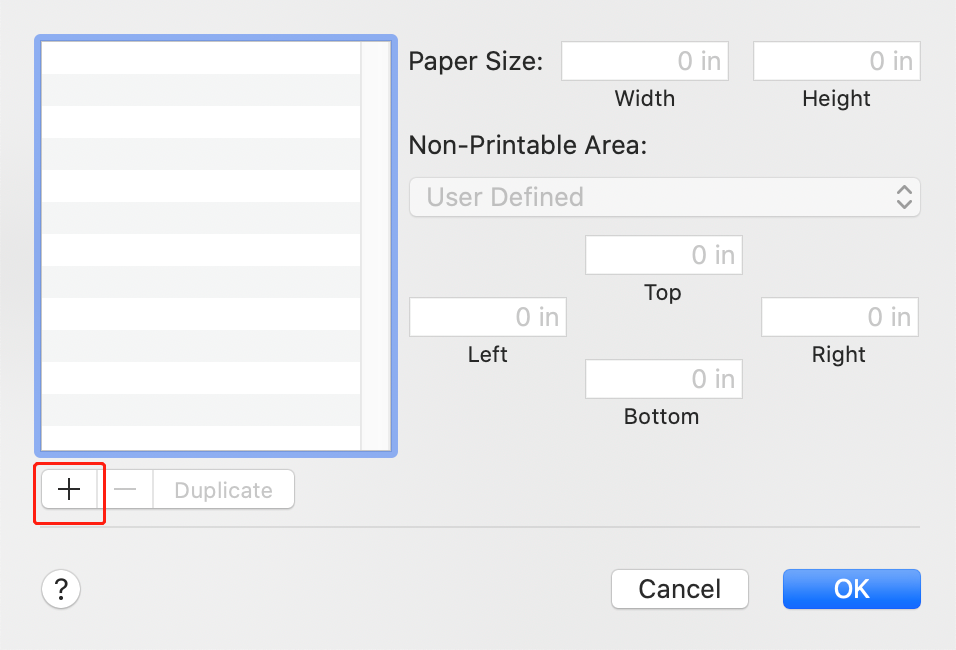 Paper Size: 0 in 0 in
Width Height
Non-Printable Area:
User Defined
0 in
Top
0 in 0 in
Left Right
0 in
Bottom
+ — Duplicate
? Cancel OK